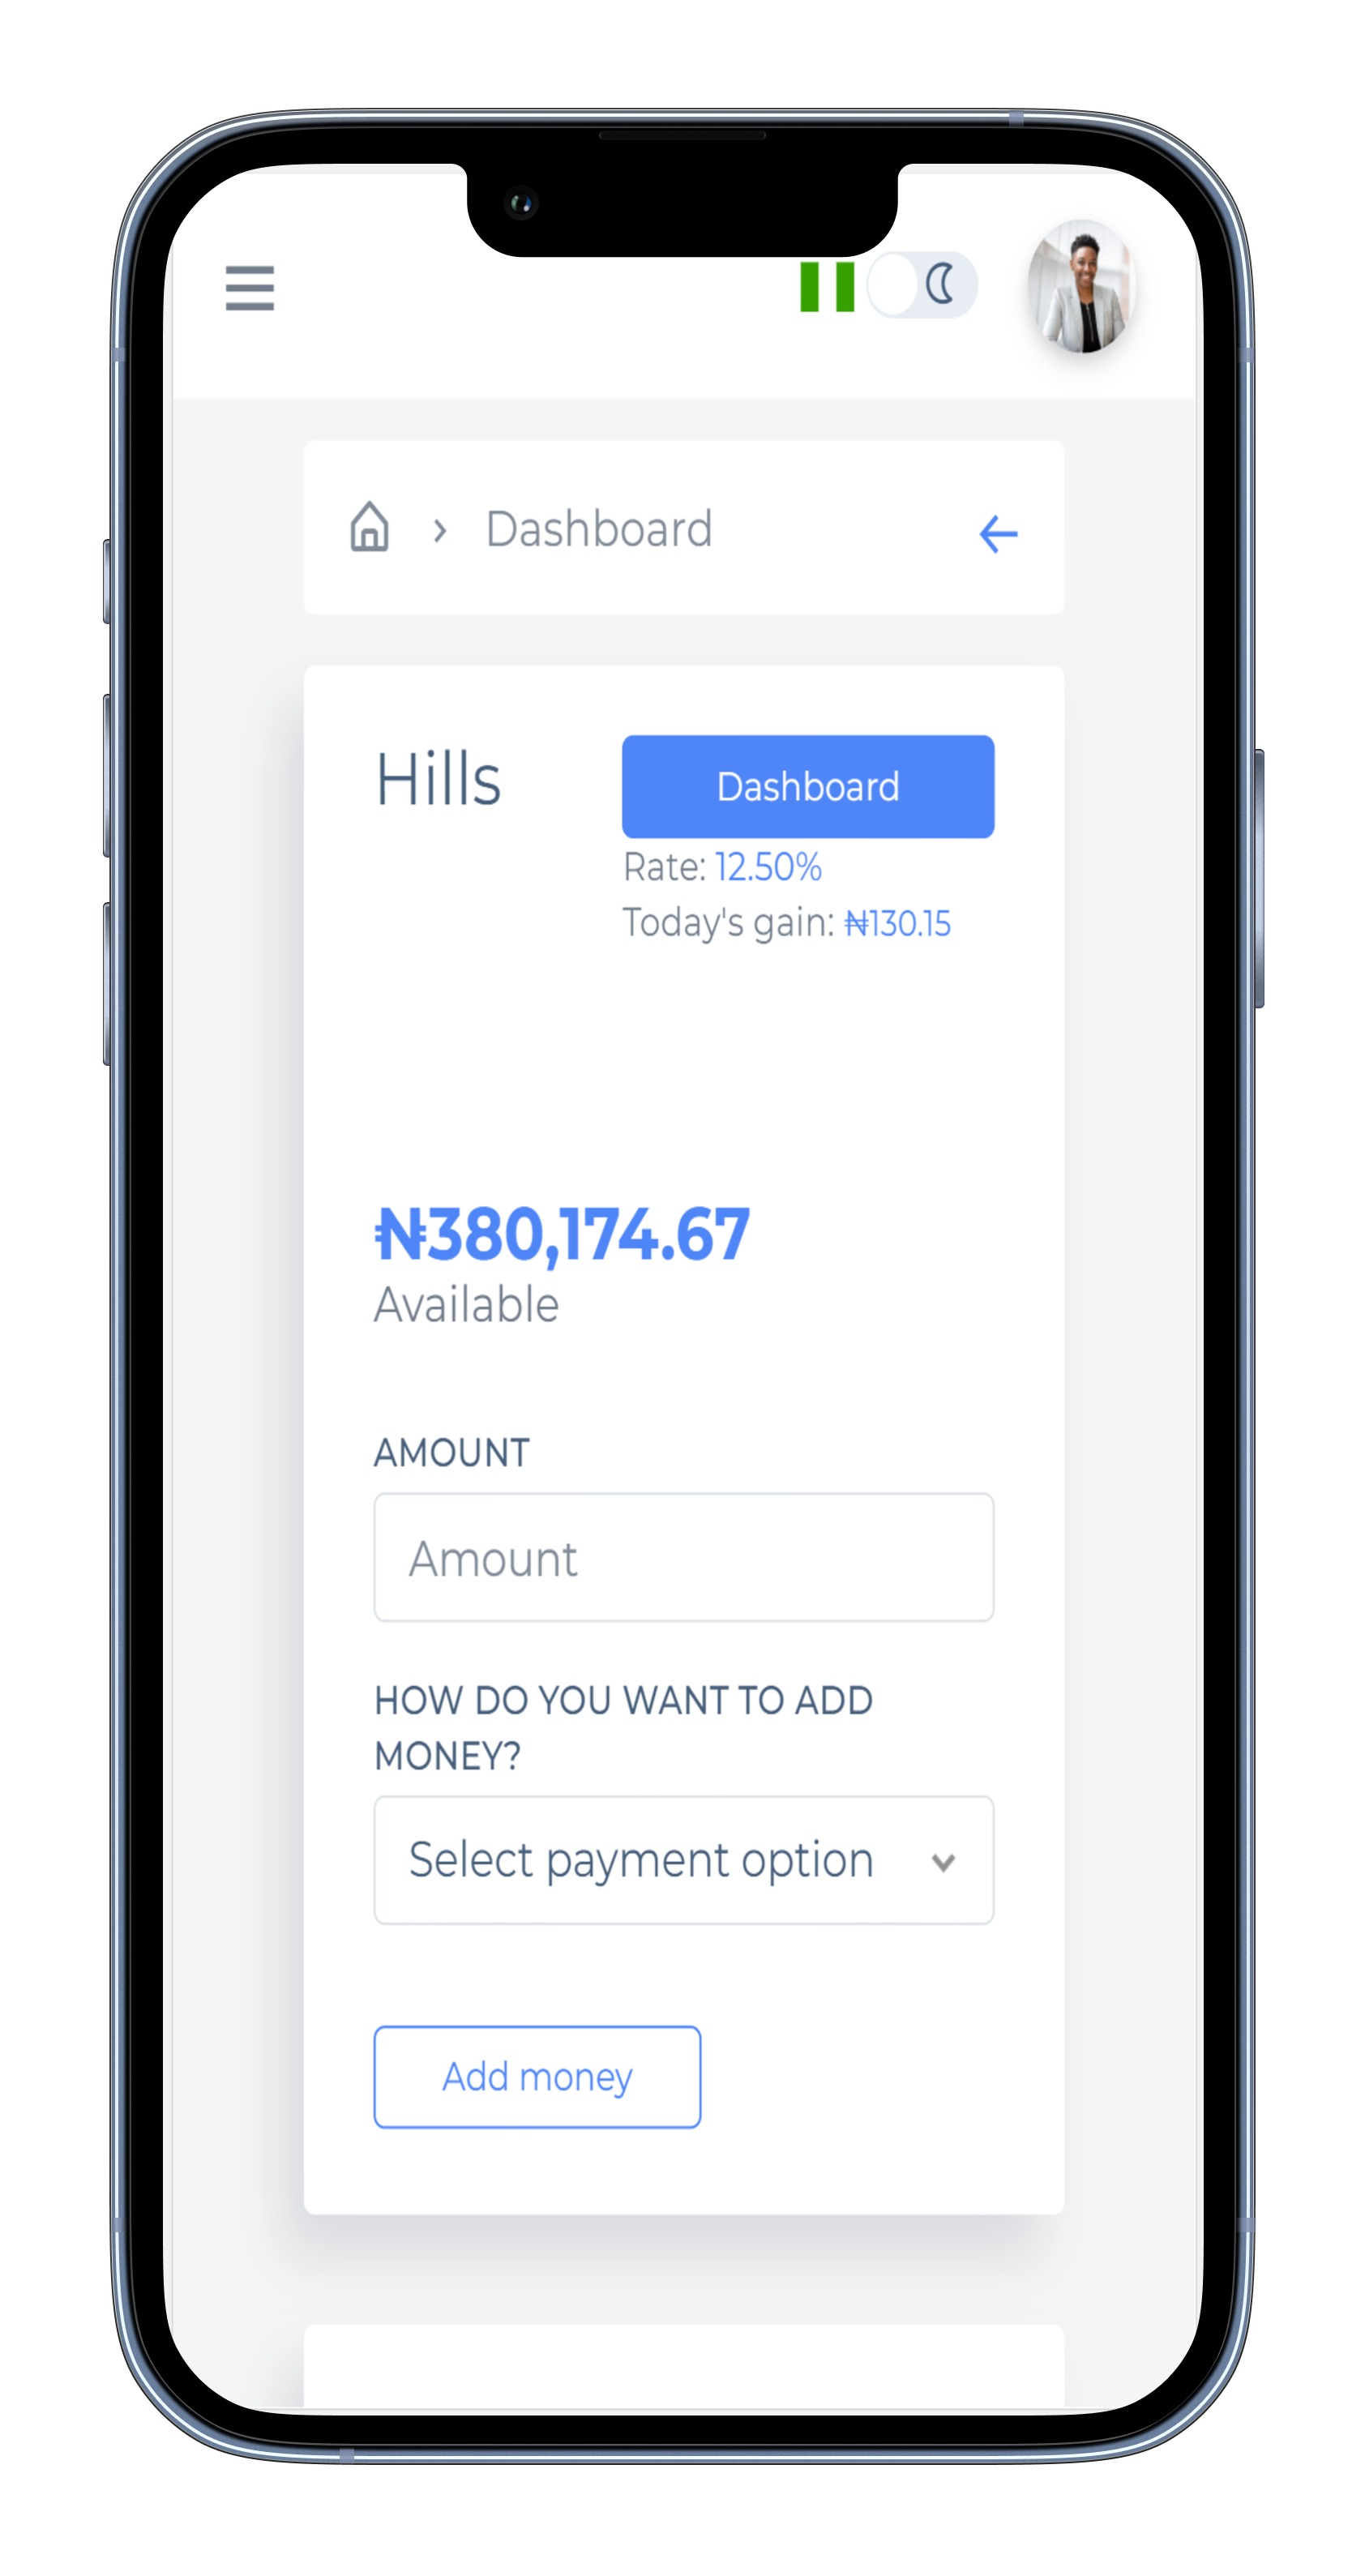 Dashboard
Hills
Dashboard
Rate: 12.50%
Today's gain: ₦130.15
₦380,174.67
Available
AMOUNT
Amount
HOW DO YOU WANT TO ADD
MONEY?
Select payment option
Add money